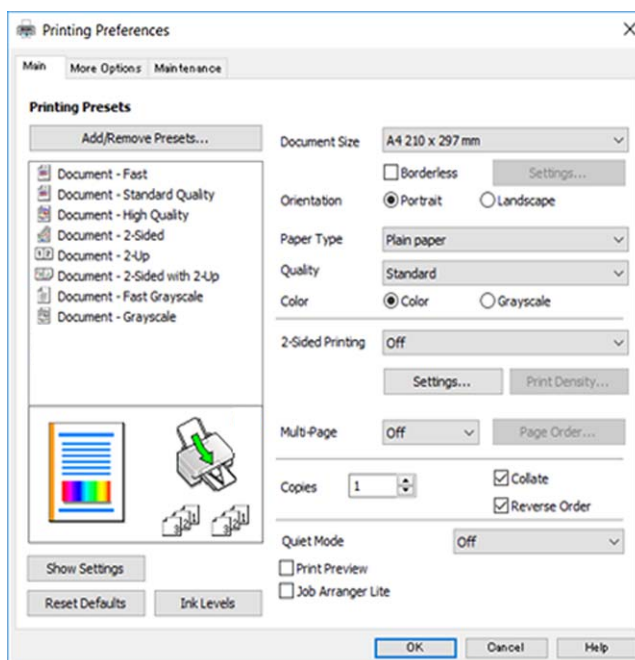 Printing Preferences
Main More Options Maintenance
Printing Presets
Add/Remove Presets...
Document - Fast
Document - Standard Quality
Document - High Quality
Document - 2-Sided
Document - 2-Up
Document - 2-Sided with 2-Up
Document - Fast Grayscale
Document - Grayscale
Show Settings
Reset Defaults Ink Levels
Document Size A4 210 x 297 mm
Borderless Settings...
Orientation Portrait Landscape
Paper Type Plain paper
Quality Standard
Color Color Grayscale
2-Sided Printing Off
Settings... Print Density...
Multi-Page Off Page Order...
Copies 1 Collate
Reverse Order
Quiet Mode Off
Print Preview
Job Arranger Lite
OK Cancel Help